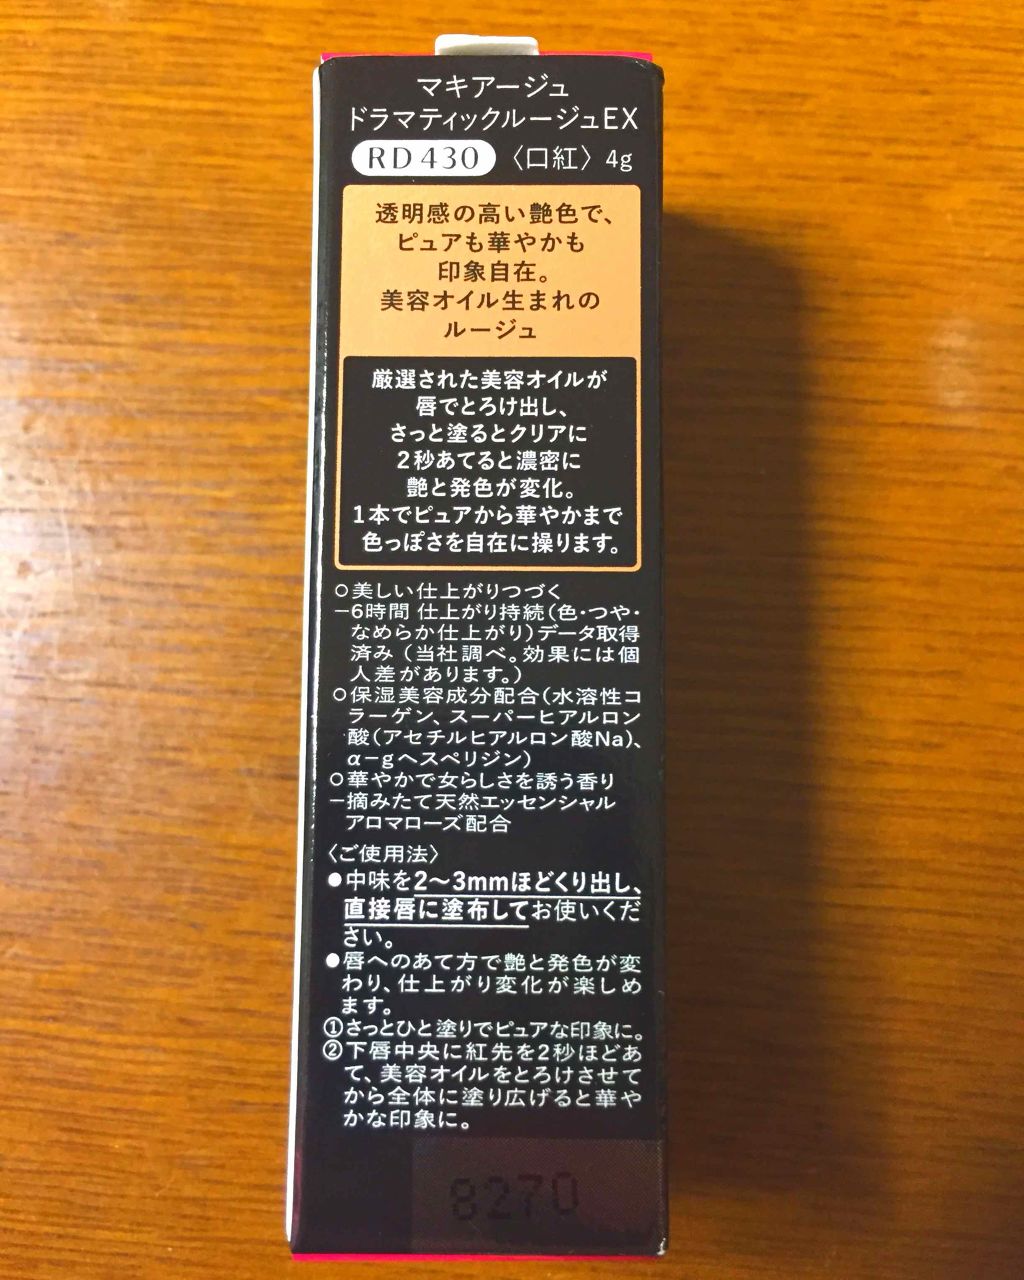 マキアージュ
ドラマティックルージュEX
RD 430 〈口紅〉 4g
透明感の高い艶色で、
ピュアも華やかも
印象自在。
美容オイル生まれの
ルージュ
厳選された美容オイルが
唇でとろけ出し、
さっと塗るとクリアに
2秒あてると濃密に
艶と発色が変化。
1本でピュアから華やかまで
色っぽさを自在に操ります。
○美しい仕上がりつづく
−6時間 仕上がり持続(色・つや・
なめらか仕上がり)データ取得
済み(当社調べ。効果には個
人差があります。)
○保湿美容成分配合(水溶性コ
ラーゲン、スーパーヒアルロン
酸(アセチルヒアルロン酸Na)、
α−gヘスペリジン)
○華やかで女らしさを誘う香り
−摘みたて天然エッセンシャル
アロマローズ配合
〈ご使用法〉
●中味を2〜3mmほどくり出し、
直接唇に塗布してお使いくだ
さい。
●唇へのあて方で艶と発色が変
わり、仕上がり変化が楽しめ
ます。
①さっとひと塗りでピュアな印象に。
②下唇中央に紅先を2秒ほどあ
て、美容オイルをとろけさせて
から全体に塗り広げると華や
かな印象に。
8270